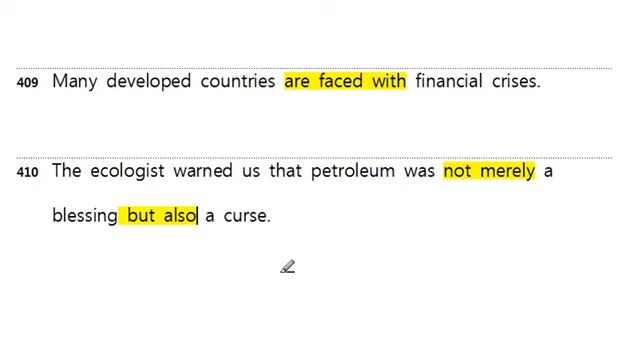 409 Many developed countries are faced with financial crises.
410 The ecologist warned us that petroleum was not merely a
blessing but also a curse.